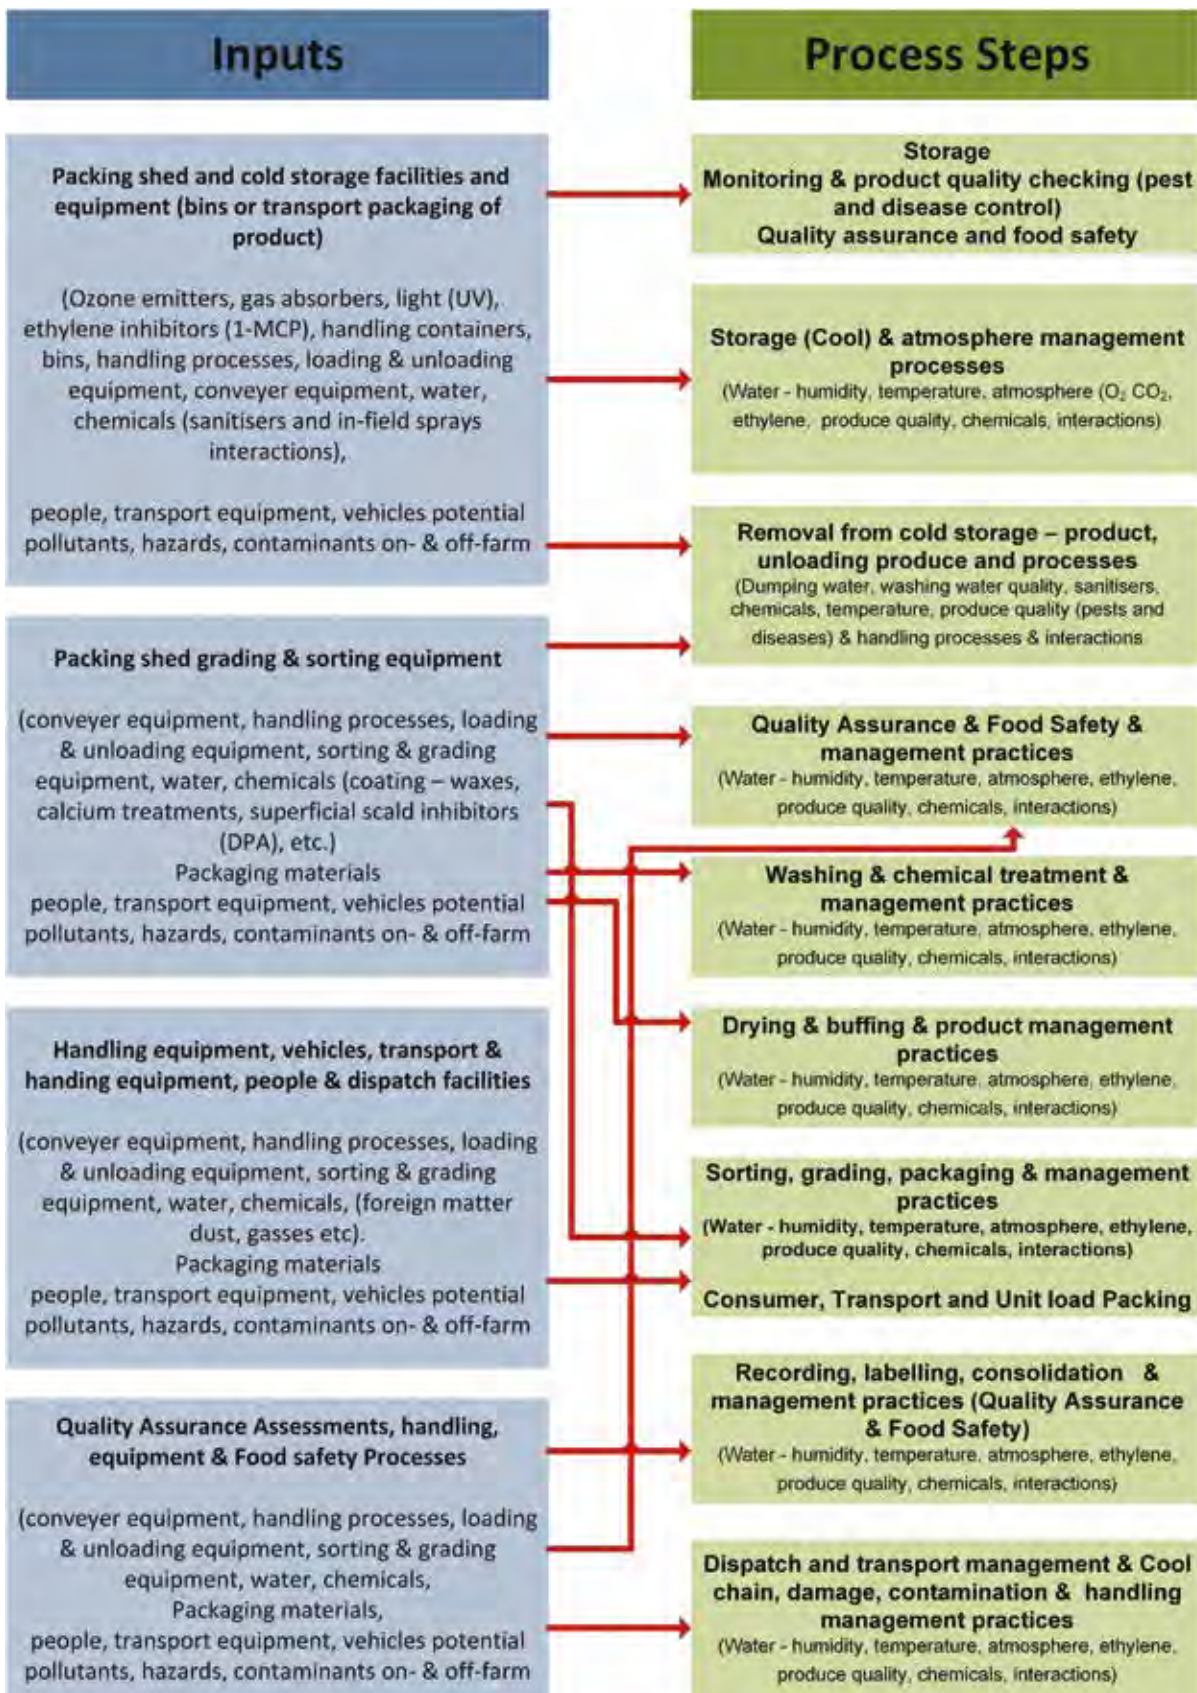 Inputs
Packing shed and cold storage facilities and
equipment (bins or transport packaging of
product)
(Ozone emitters, gas absorbers, light (UV),
ethylene inhibitors (1-MCP), handling containers,
bins, handling processes, loading & unloading
equipment, conveyer equipment, water,
chemicals (sanitisers and in-field sprays
interactions),
people, transport equipment, vehicles potential
pollutants, hazards, contaminants on- & off-farm
Packing shed grading & sorting equipment
(conveyer equipment, handling processes, loading
& unloading equipment, sorting & grading
equipment, water, chemicals (coating – waxes,
calcium treatments, superficial scald inhibitors
(DPA), etc.)
Packaging materials
people, transport equipment, vehicles potential
pollutants, hazards, contaminants on- & off-farm
Handling equipment, vehicles, transport &
handing equipment, people & dispatch facilities
(conveyer equipment, handling processes, loading
& unloading equipment, sorting & grading
equipment, water, chemicals, (foreign matter
dust, gasses etc).
Packaging materials
people, transport equipment, vehicles potential
pollutants, hazards, contaminants on- & off-farm
Quality Assurance Assessments, handling,
equipment & Food safety Processes
(conveyer equipment, handling processes, loading
& unloading equipment, sorting & grading
equipment, water, chemicals,
Packaging materials,
people, transport equipment, vehicles potential
pollutants, hazards, contaminants on- & off-farm
Process Steps
Storage
Monitoring & product quality checking (pest
and disease control)
Quality assurance and food safety
Storage (Cool) & atmosphere management
processes
(Water - humidity, temperature, atmosphere (O₂ CO₂,
ethylene, produce quality, chemicals, interactions)
Removal from cold storage – product,
unloading produce and processes
(Dumping water, washing water quality, sanitisers,
chemicals, temperature, produce quality (pests and
diseases) & handling processes & interactions
Quality Assurance & Food Safety &
management practices
(Water - humidity, temperature, atmosphere, ethylene,
produce quality, chemicals, interactions)
Washing & chemical treatment &
management practices
(Water - humidity, temperature, atmosphere, ethylene,
produce quality, chemicals, interactions)
Drying & buffing & product management
practices
(Water - humidity, temperature, atmosphere, ethylene,
produce quality, chemicals, interactions)
Sorting, grading, packaging & management
practices
(Water - humidity, temperature, atmosphere, ethylene,
produce quality, chemicals, interactions)
Consumer, Transport and Unit load Packing
Recording, labelling, consolidation &
management practices (Quality Assurance
& Food Safety)
(Water - humidity, temperature, atmosphere, ethylene,
produce quality, chemicals, interactions)
Dispatch and transport management & Cool
chain, damage, contamination & handling
management practices
(Water - humidity, temperature, atmosphere, ethylene,
produce quality, chemicals, interactions)